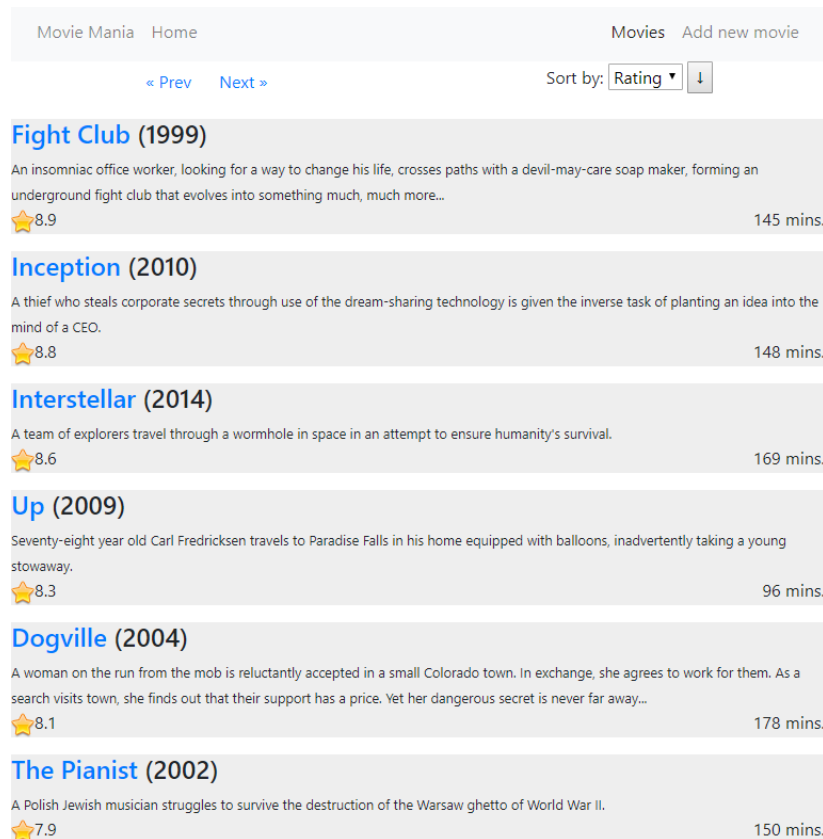 Movie Mania Home Movies Add new movie
« Prev Next » Sort by: Rating ▼ ↓
Fight Club (1999)
An insomniac office worker, looking for a way to change his life, crosses paths with a devil-may-care soap maker, forming an
underground fight club that evolves into something much, much more...
8.9 145 mins.
Inception (2010)
A thief who steals corporate secrets through use of the dream-sharing technology is given the inverse task of planting an idea into the
mind of a CEO.
8.8 148 mins.
Interstellar (2014)
A team of explorers travel through a wormhole in space in an attempt to ensure humanity's survival.
8.6 169 mins.
Up (2009)
Seventy-eight year old Carl Fredricksen travels to Paradise Falls in his home equipped with balloons, inadvertently taking a young
stowaway.
8.3 96 mins.
Dogville (2004)
A woman on the run from the mob is reluctantly accepted in a small Colorado town. In exchange, she agrees to work for them. As a
search visits town, she finds out that their support has a price. Yet her dangerous secret is never far away...
8.1 178 mins.
The Pianist (2002)
A Polish Jewish musician struggles to survive the destruction of the Warsaw ghetto of World War II.
7.9 150 mins.